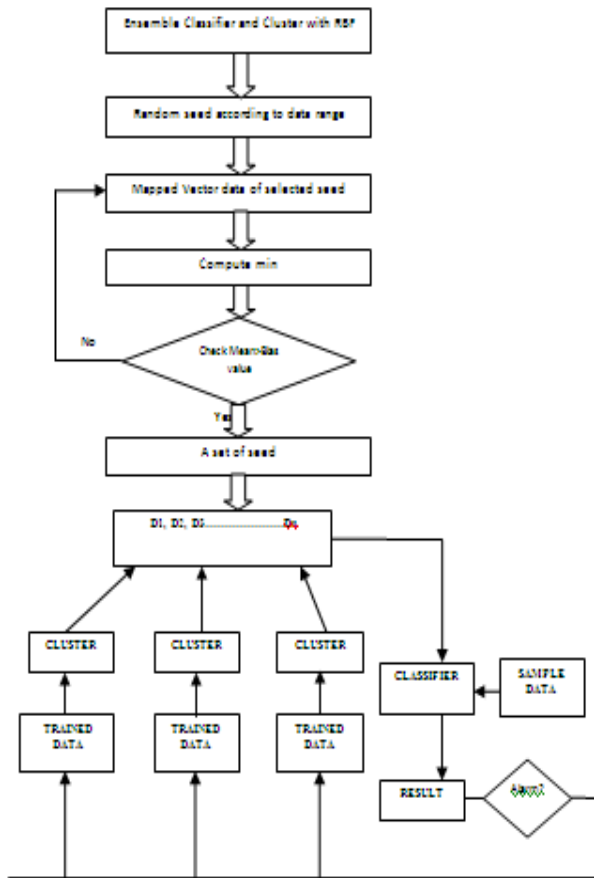 Ensemble Classifier and Cluster with RBF
Random seed according to data range
Mapped Vector data of selected seed
Compute min
Check Mean-Bias
value
No
Yes
A set of seed
D1, D2, D3..............................Dn
CLUSTER
CLUSTER
CLUSTER
CLASSIFIER
SAMPLE
DATA
TRAINED
DATA
TRAINED
DATA
TRAINED
DATA
RESULT
Alarm?